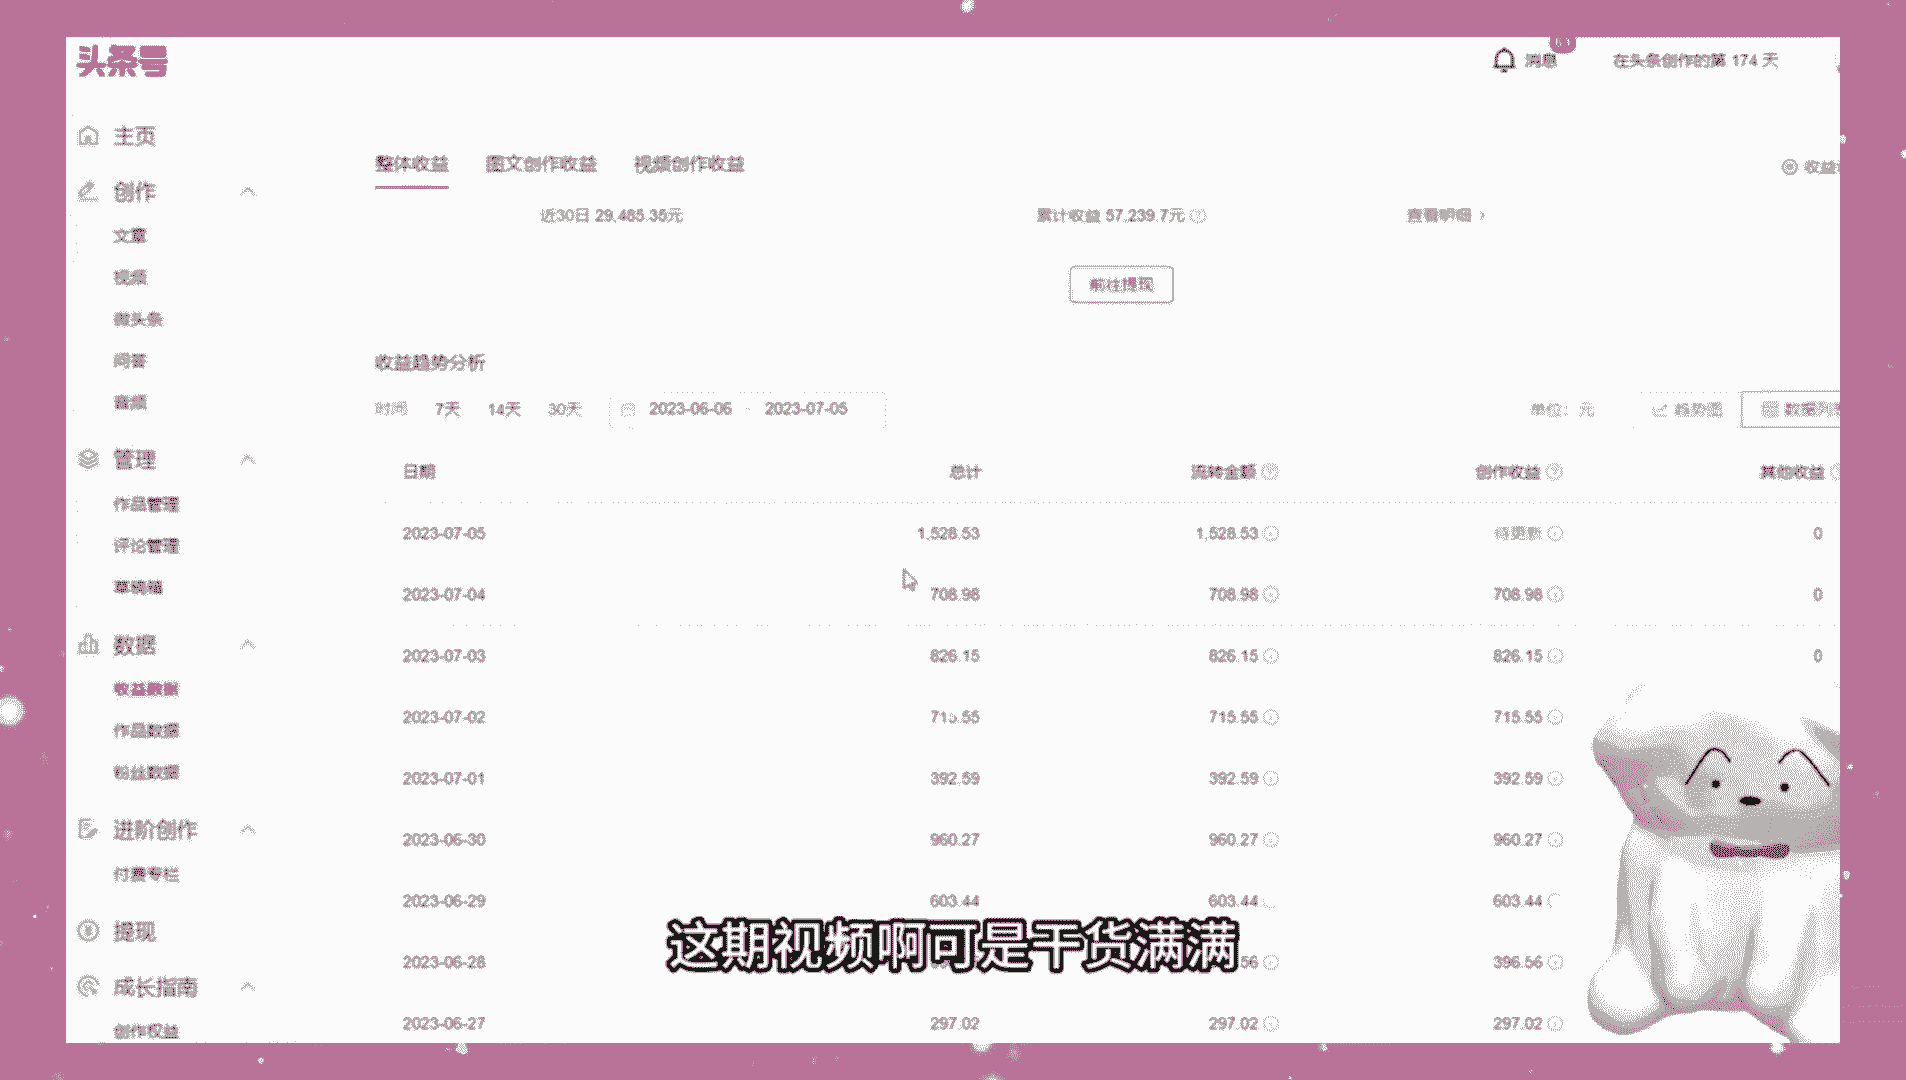 头条号
消息
63
在头条创作的第 174 天
主页
创作
文章
视频
微头条
问答
音频
管理
作品管理
评论管理
草稿箱
数据
收益数据
作品数据
粉丝数据
进阶创作
付费专栏
提现
成长指南
创作权益
整体收益 图文创作收益 视频创作收益
收益
近30日 29,485.35元 累计收益 57,239.7元 查看明细 >
前往提现
收益趋势分析
时间 7天 14天 30天 2023-06-06 - 2023-07-05 单位：元 趋势图 数据列表
日期 总计 流转金额 创作收益 其他收益
2023-07-05 1,528.53 1,528.53 待更新 0
2023-07-04 708.98 708.98 708.98 0
2023-07-03 826.15 826.15 826.15 0
2023-07-02 715.55 715.55 715.55
2023-07-01 392.59 392.59 392.59
2023-06-30 960.27 960.27 960.27
2023-06-29 603.44 603.44 603.44
2023-06-28 56 396.56
2023-06-27 297.02 297.02 297.02
这期视频啊可是干货满满